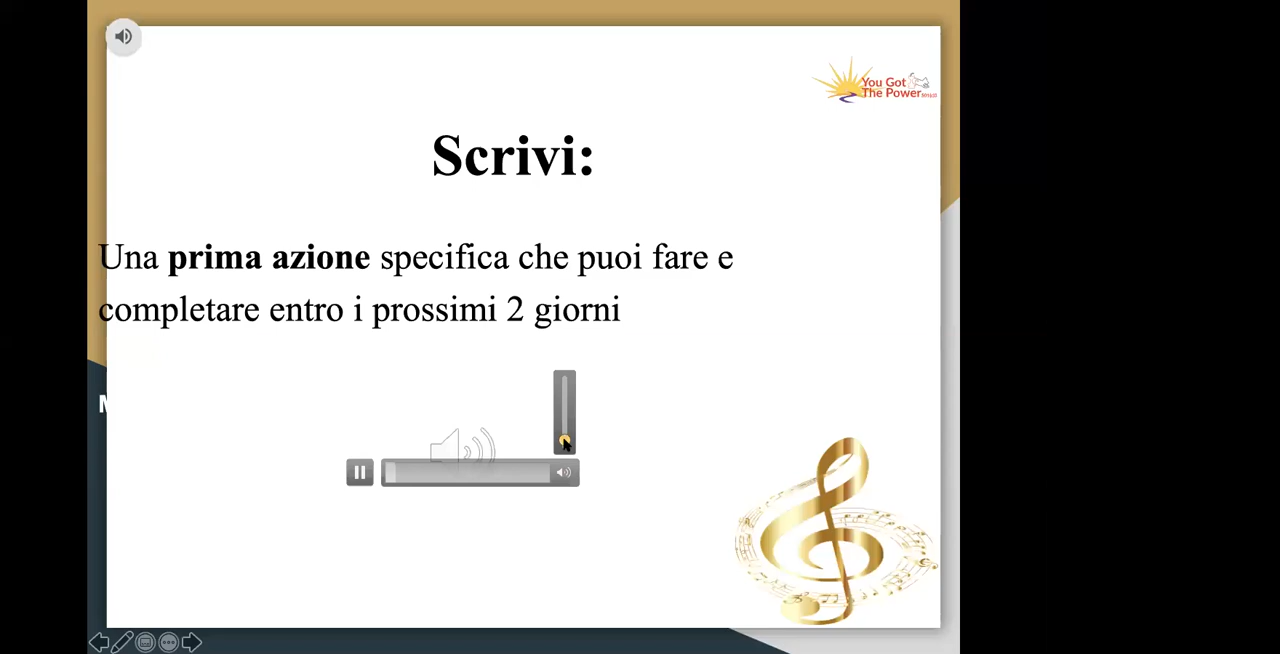 You Got
The Power
Scrivi:
Una prima azione specifica che puoi fare e
completare entro i prossimi 2 giorni